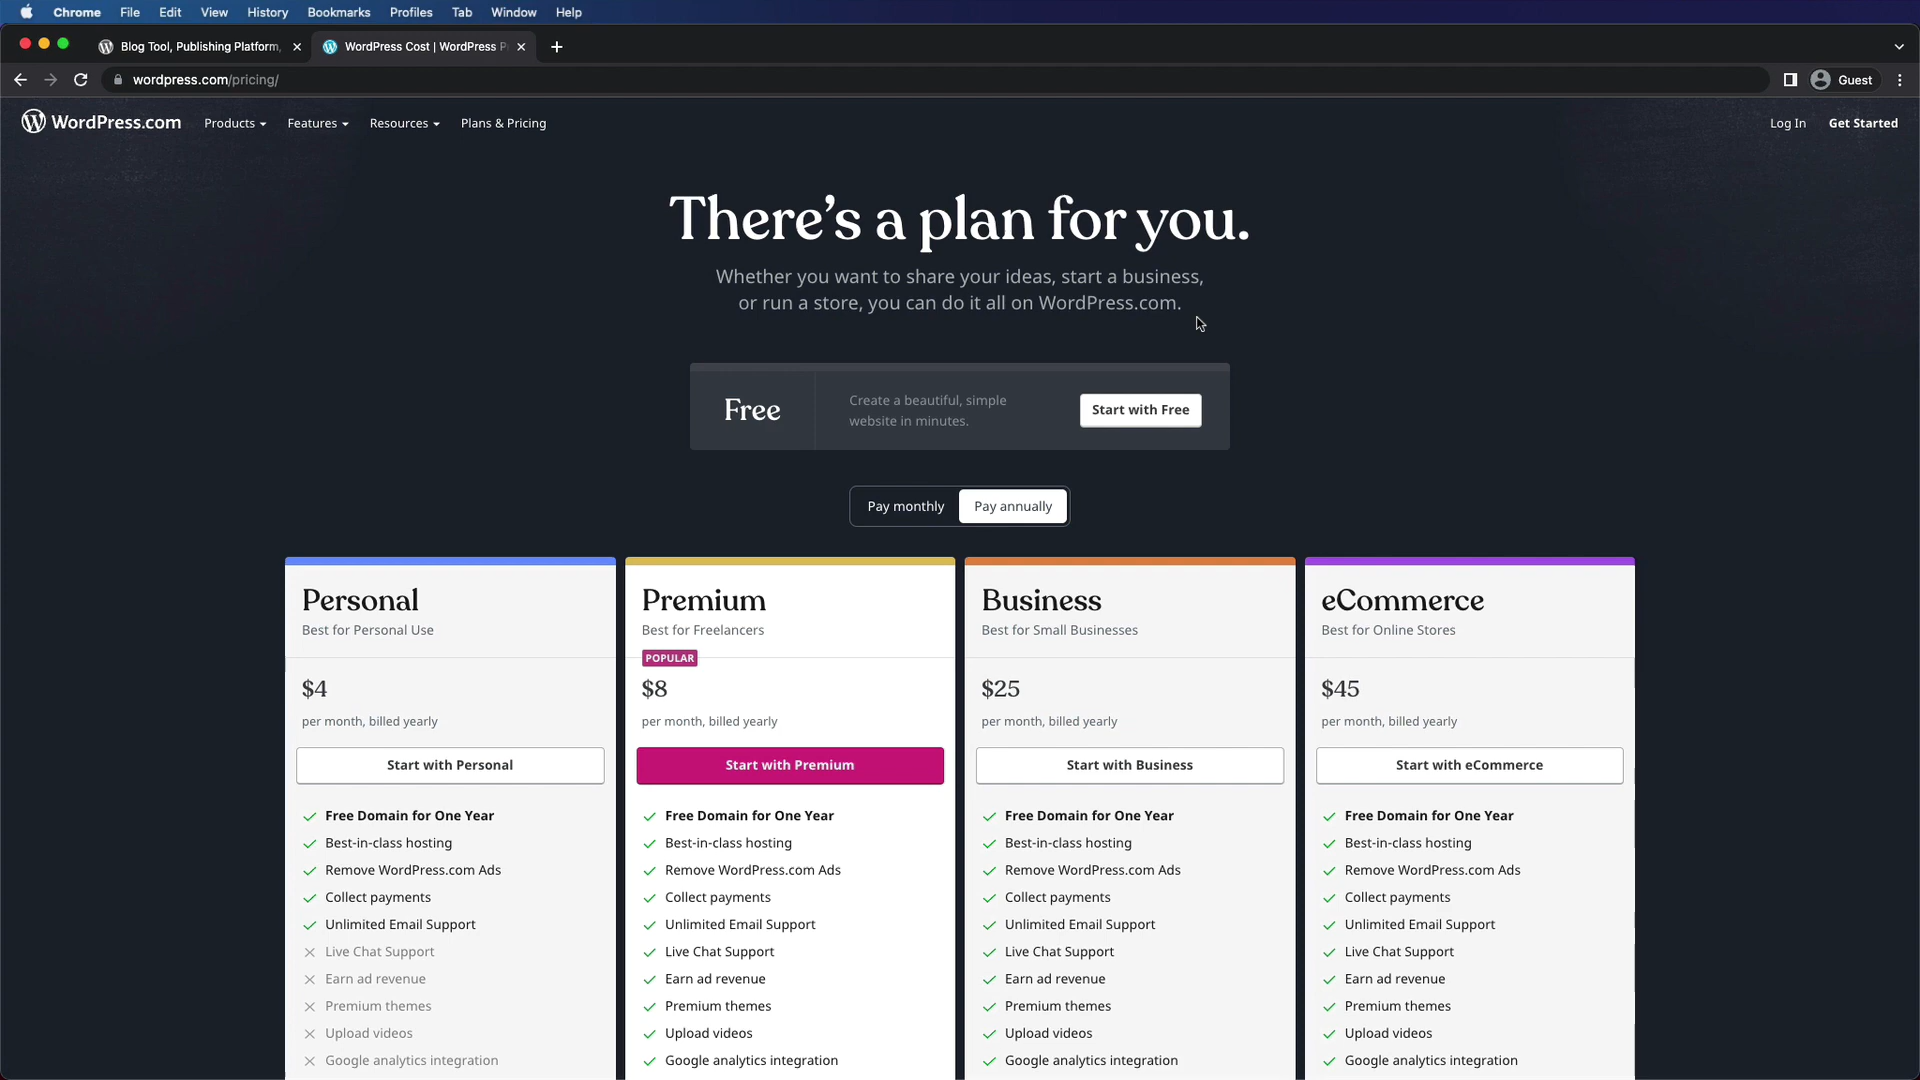 Chrome File Edit View History Bookmarks Profiles Tab Window Help
Blog Tool, Publishing Platform,
WordPress Cost | WordPress P
wordpress.com/pricing/
Guest
WordPress.com
Products
Features
Resources
Plans & Pricing
Log In
Get Started
There’s a plan for you.
Whether you want to share your ideas, start a business,
or run a store, you can do it all on WordPress.com.
Free
Create a beautiful, simple
website in minutes.
Start with Free
Pay monthly
Pay annually
Personal
Best for Personal Use
$4
per month, billed yearly
Start with Personal
Free Domain for One Year
Best-in-class hosting
Remove WordPress.com Ads
Collect payments
Unlimited Email Support
Live Chat Support
Earn ad revenue
Premium themes
Upload videos
Google analytics integration
Premium
Best for Freelancers
POPULAR
$8
per month, billed yearly
Start with Premium
Free Domain for One Year
Best-in-class hosting
Remove WordPress.com Ads
Collect payments
Unlimited Email Support
Live Chat Support
Earn ad revenue
Premium themes
Upload videos
Google analytics integration
Business
Best for Small Businesses
$25
per month, billed yearly
Start with Business
Free Domain for One Year
Best-in-class hosting
Remove WordPress.com Ads
Collect payments
Unlimited Email Support
Live Chat Support
Earn ad revenue
Premium themes
Upload videos
Google analytics integration
eCommerce
Best for Online Stores
$45
per month, billed yearly
Start with eCommerce
Free Domain for One Year
Best-in-class hosting
Remove WordPress.com Ads
Collect payments
Unlimited Email Support
Live Chat Support
Earn ad revenue
Premium themes
Upload videos
Google analytics integration